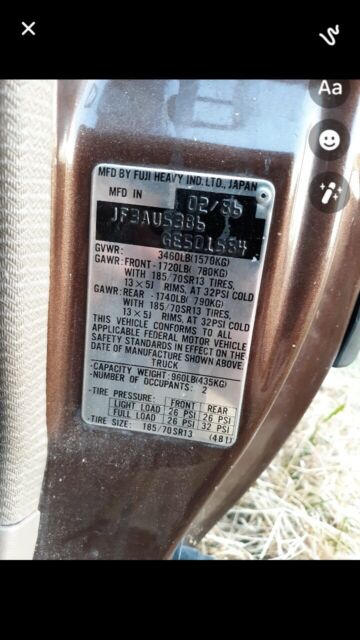 Aa
MFD BY FUJI HEAVY IND. LTD., JAPAN
MFD IN 02/86
JF3AU53B6
GE501584
GVWR: 3460LB(1570KG)
GAWR: FRONT-1720LB( 780KG)
WITH 185/70SR13 TIRES,
13 × 5J RIMS, AT 32PSI COLD
GAWR: REAR -1740LB( 790KG)
WITH 185/70SR13 TIRES,
13 × 5J RIMS, AT 32PSI COLD
THIS VEHICLE CONFORMS TO ALL
APPLICABLE FEDERAL MOTOR VEHICLE
SAFETY STANDARDS IN EFFECT ON THE
DATE OF MANUFACTURE SHOWN ABOVE.
TRUCK
-CAPACITY WEIGHT: 960LB(435KG)
-NUMBER OF OCCUPANTS: 2
-TIRE PRESSURE: FRONT REAR
LIGHT LOAD 26 PSI 26 PSI
FULL LOAD 26 PSI 32 PSI
-TIRE SIZE: 185/70SR13 (481)